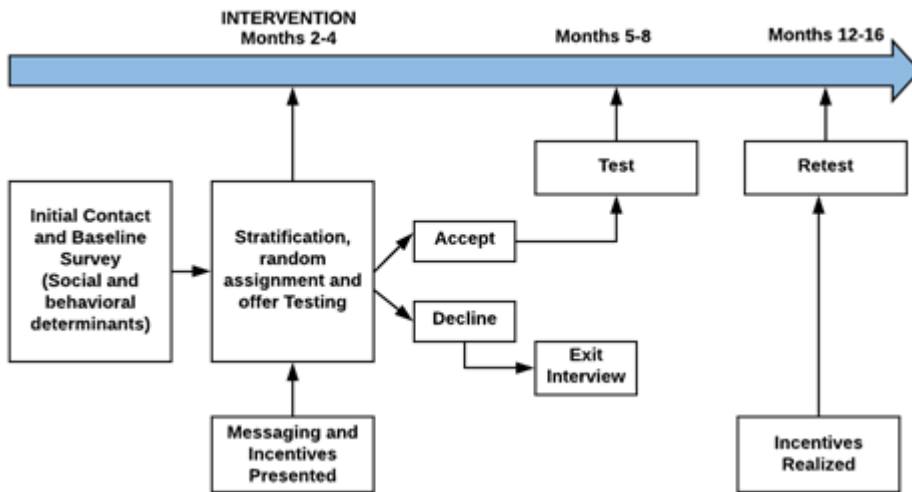 INTERVENTION
Months 2-4
Months 5-8
Months 12-16
Test
Retest
Initial Contact
and Baseline
Survey
(Social and
behavioral
determinants)
Stratification,
random
assignment and
offer Testing
Accept
Decline
Exit
Interview
Messaging and
Incentives
Presented
Incentives
Realized